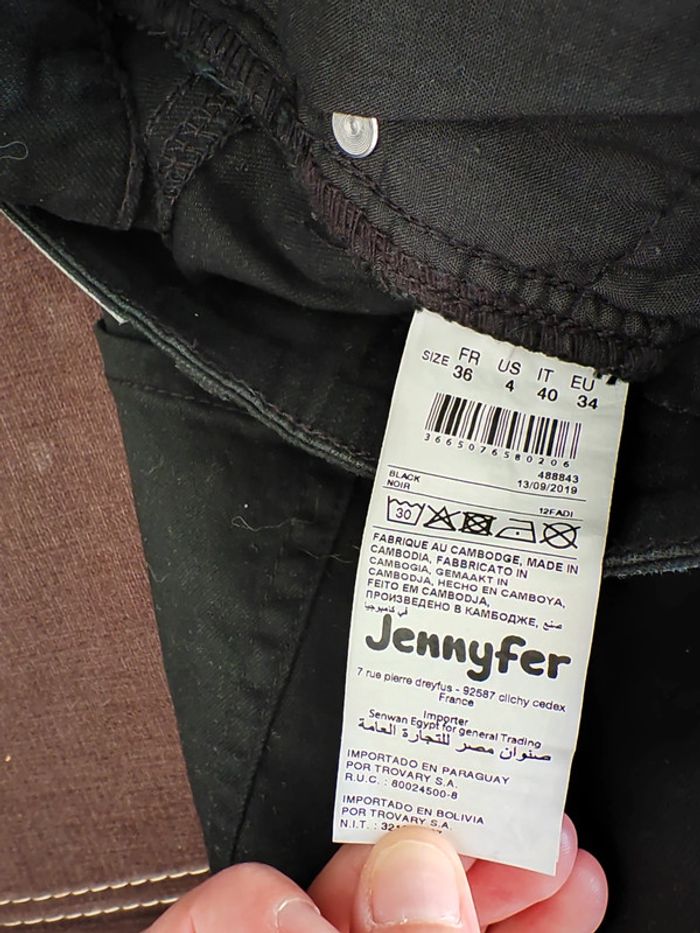 SIZE FR US IT EU
36 4 40 34
3665076580206
BLACK 488843
NOIR 13/09/2019
12FADI
30
FABRIQUE AU CAMBODGE, MADE IN
CAMBODIA, FABBRICATO IN
CAMBOGIA, GEMAAKT IN
CAMBODJA, HECHO EN CAMBOYA,
FEITO EM CAMBODJA,
ПРОИЗВЕДЕНО В КАМБОДЖЕ, صنع
في كامبوديا
Jennyfer
7 rue pierre dreyfus - 92587 clichy cedex
France
Importer
Senwan Egypt for general Trading
صنوان مصر للتجارة العامة
IMPORTADO EN PARAGUAY
POR TROVARY S.A.
R.U.C. : 80024500-8
IMPORTADO EN BOLIVIA
POR TROVARY S.A.
N.I.T. :